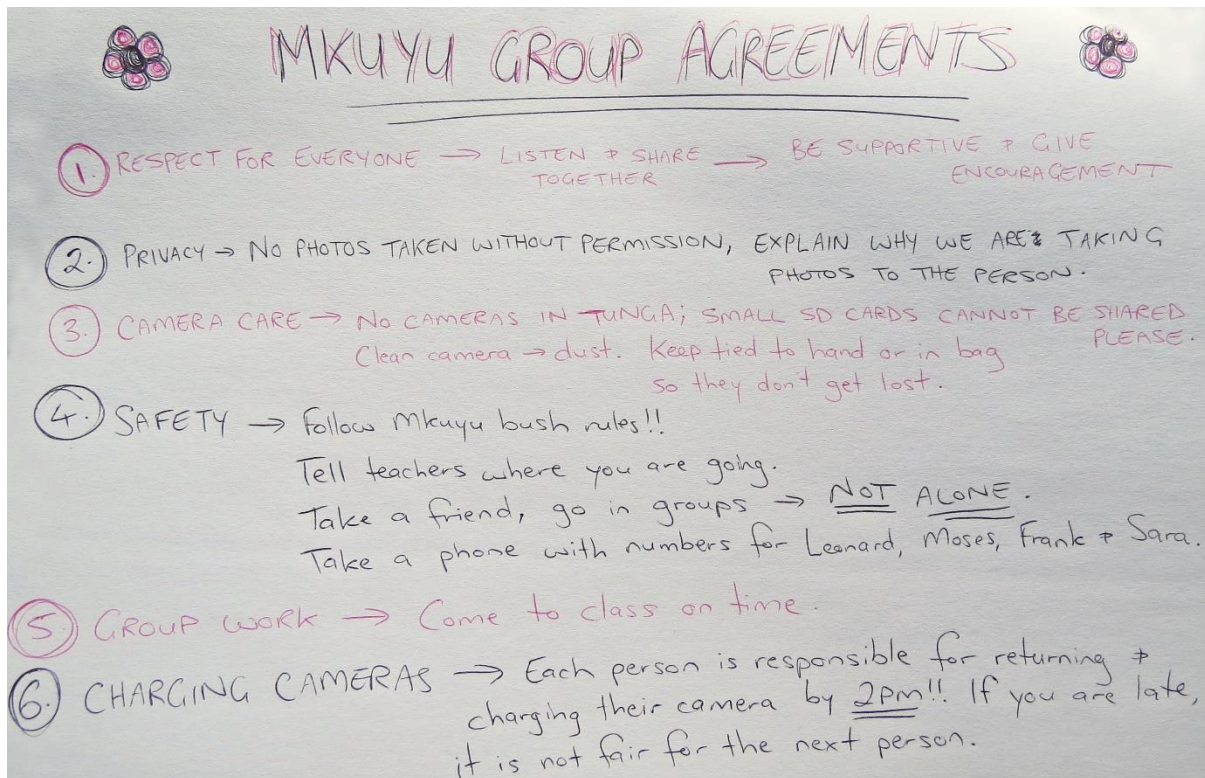 MKUYU GROUP AGREEMENTS
1. RESPECT FOR EVERYONE → LISTEN + SHARE TOGETHER → BE SUPPORTIVE + GIVE ENCOURAGEMENT
2. PRIVACY → NO PHOTOS TAKEN WITHOUT PERMISSION, EXPLAIN WHY WE ARE TAKING
PHOTOS TO THE PERSON.
3. CAMERA CARE → NO CAMERAS IN TUNGA; SMALL SD CARDS CANNOT BE SHARED
PLEASE.
Clean camera → dust. Keep tied to hand or in bag
so they don't get lost.
4. SAFETY → Follow Mkuyu bush rules!!
Tell teachers where you are going.
Take a friend, go in groups → NOT ALONE.
Take a phone with numbers for Leonard, Moses, Frank + Sara.
5. GROUP WORK → Come to class on time.
6. CHARGING CAMERAS → Each person is responsible for returning +
charging their camera by 2pm!! If you are late,
it is not fair for the next person.